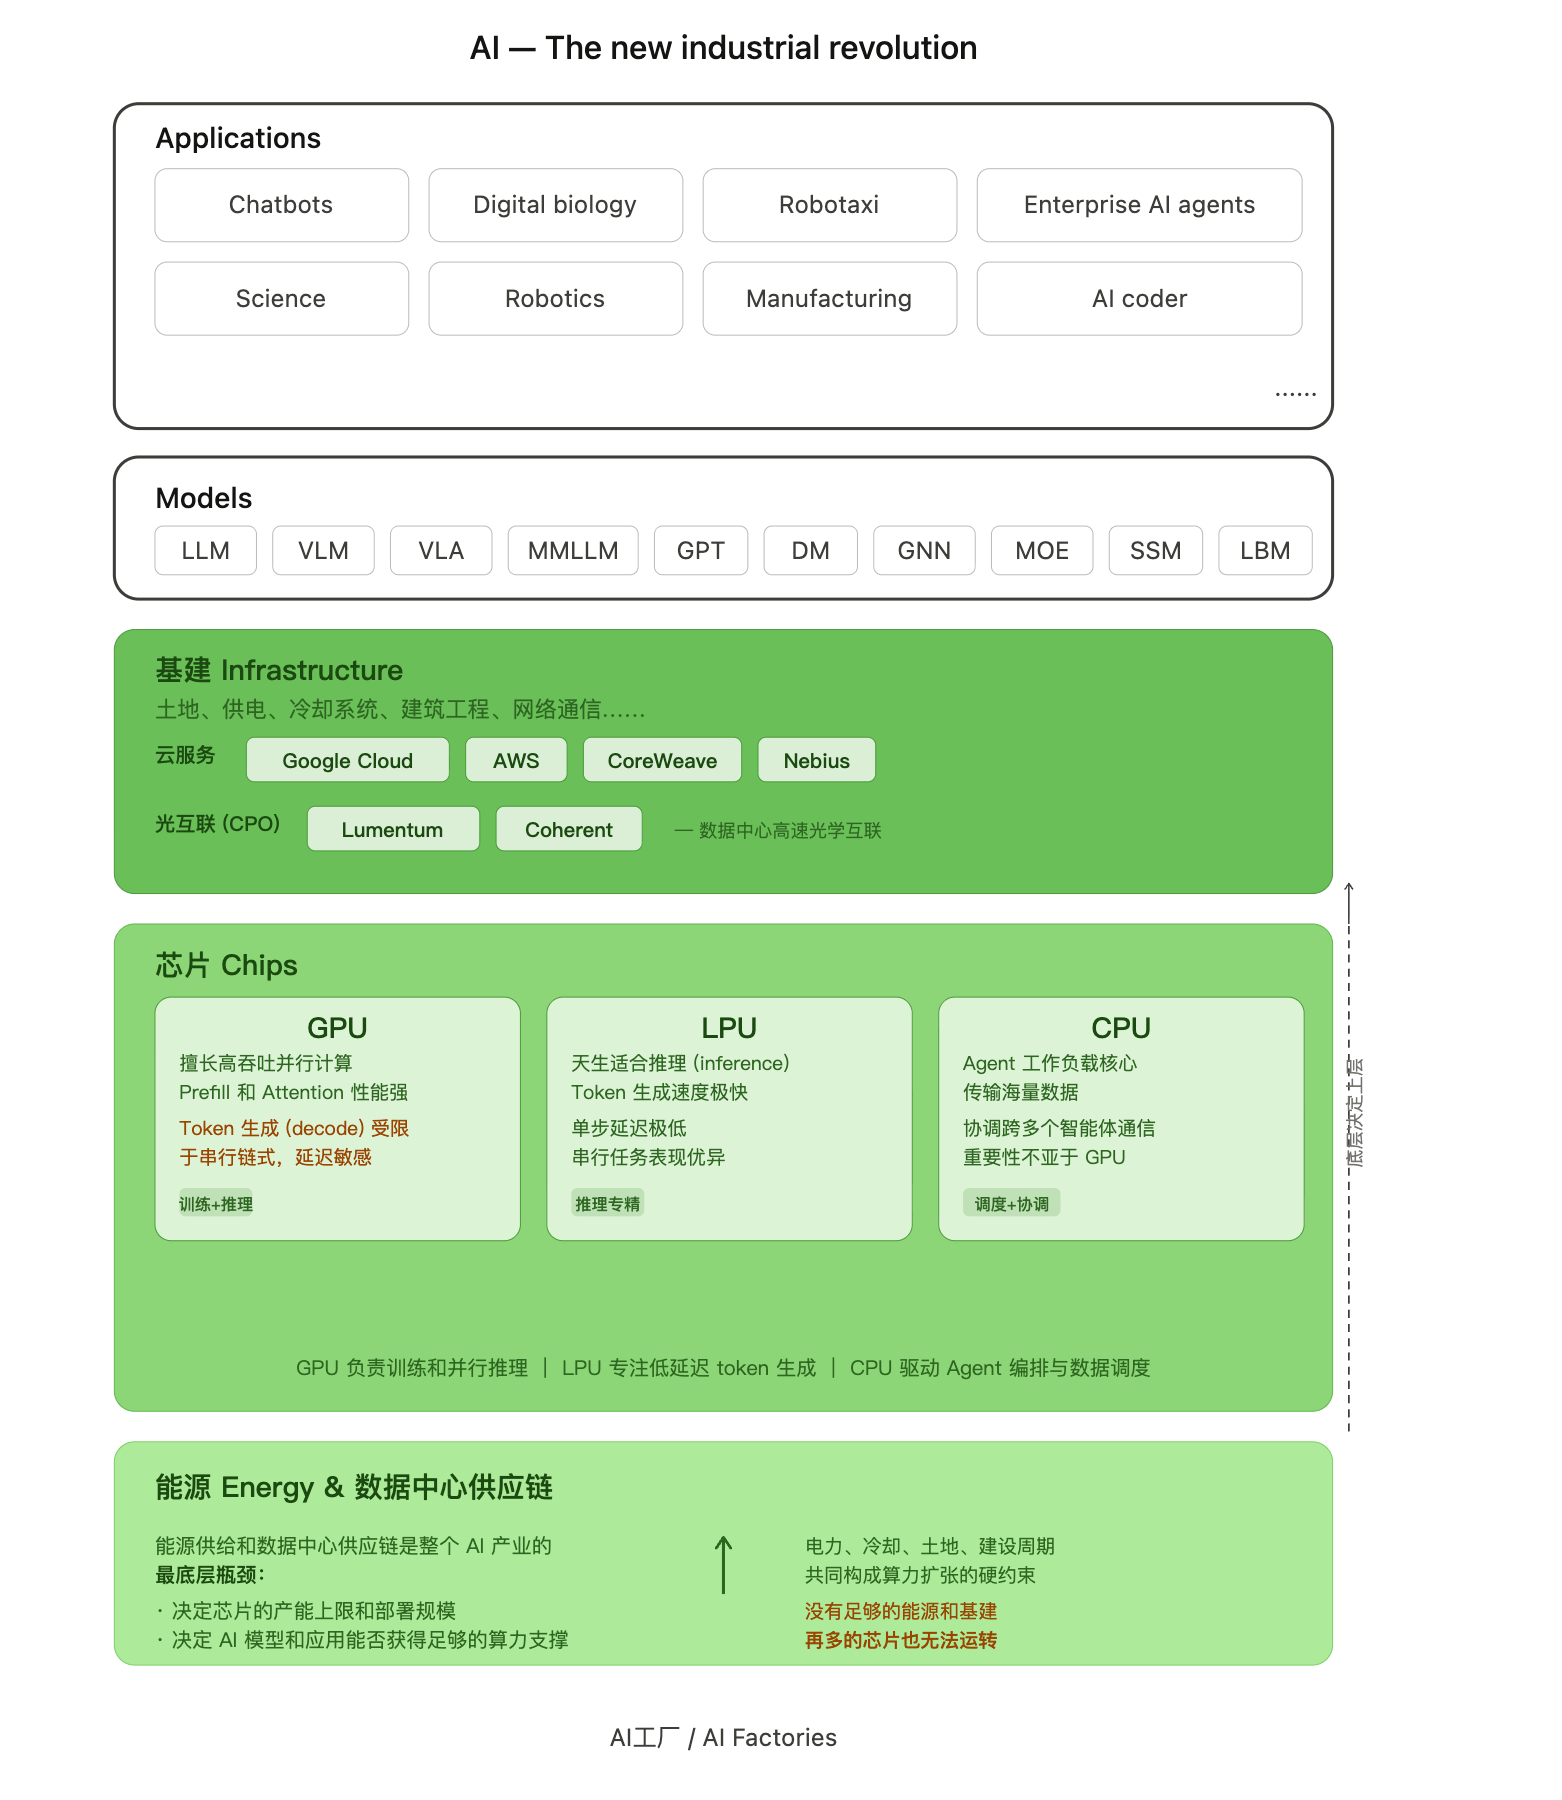 AI — The new industrial revolution
Applications
Chatbots
Digital biology
Robotaxi
Enterprise AI agents
Science
Robotics
Manufacturing
AI coder
......
Models
LLM
VLM
VLA
MMLLM
GPT
DM
GNN
MOE
SSM
LBM
基建 Infrastructure
土地、供电、冷却系统、建筑工程、网络通信……
云服务
Google Cloud
AWS
CoreWeave
Nebius
光互联 (CPO)
Lumentum
Coherent
— 数据中心高速光学互联
芯片 Chips
GPU
擅长高吞吐并行计算
Prefill 和 Attention 性能强
Token 生成 (decode) 受限
于串行链式，延迟敏感
训练+推理
LPU
天生适合推理 (inference)
Token 生成速度极快
单步延迟极低
串行任务表现优异
推理专精
CPU
Agent 工作负载核心
传输海量数据
协调跨多个智能体通信
重要性不亚于 GPU
调度+协调
GPU 负责训练和并行推理 ｜ LPU 专注低延迟 token 生成 ｜ CPU 驱动 Agent 编排与数据调度
底层决定上层
能源 Energy & 数据中心供应链
能源供给和数据中心供应链是整个 AI 产业的
最底层瓶颈：
· 决定芯片的产能上限和部署规模
· 决定 AI 模型和应用能否获得足够的算力支撑
电力、冷却、土地、建设周期
共同构成算力扩张的硬约束
没有足够的能源和基建
再多的芯片也无法运转
AI工厂 / AI Factories